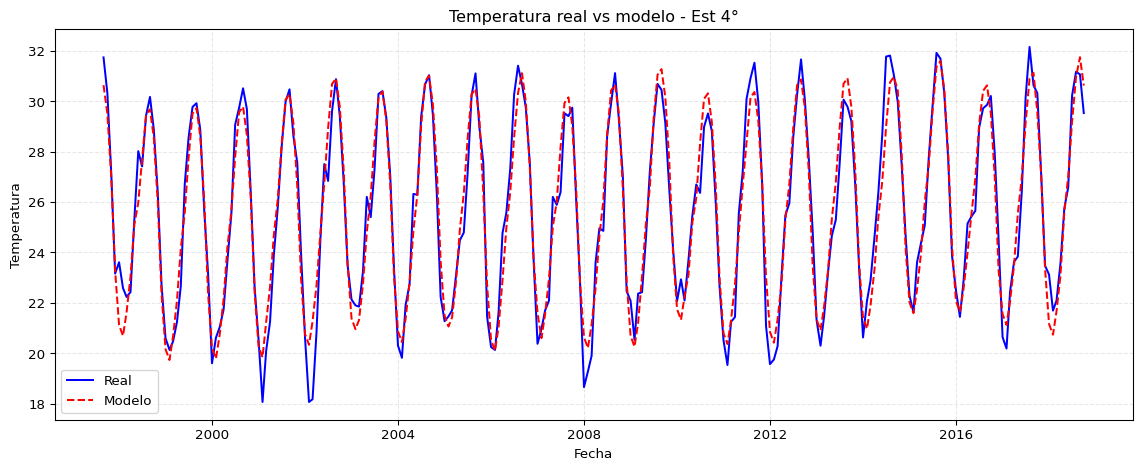 Temperatura real vs modelo - Est 4°
Temperatura
32
30
28
26
24
22
20
18
Real
Modelo
2000
2004
2008
2012
2016
Fecha